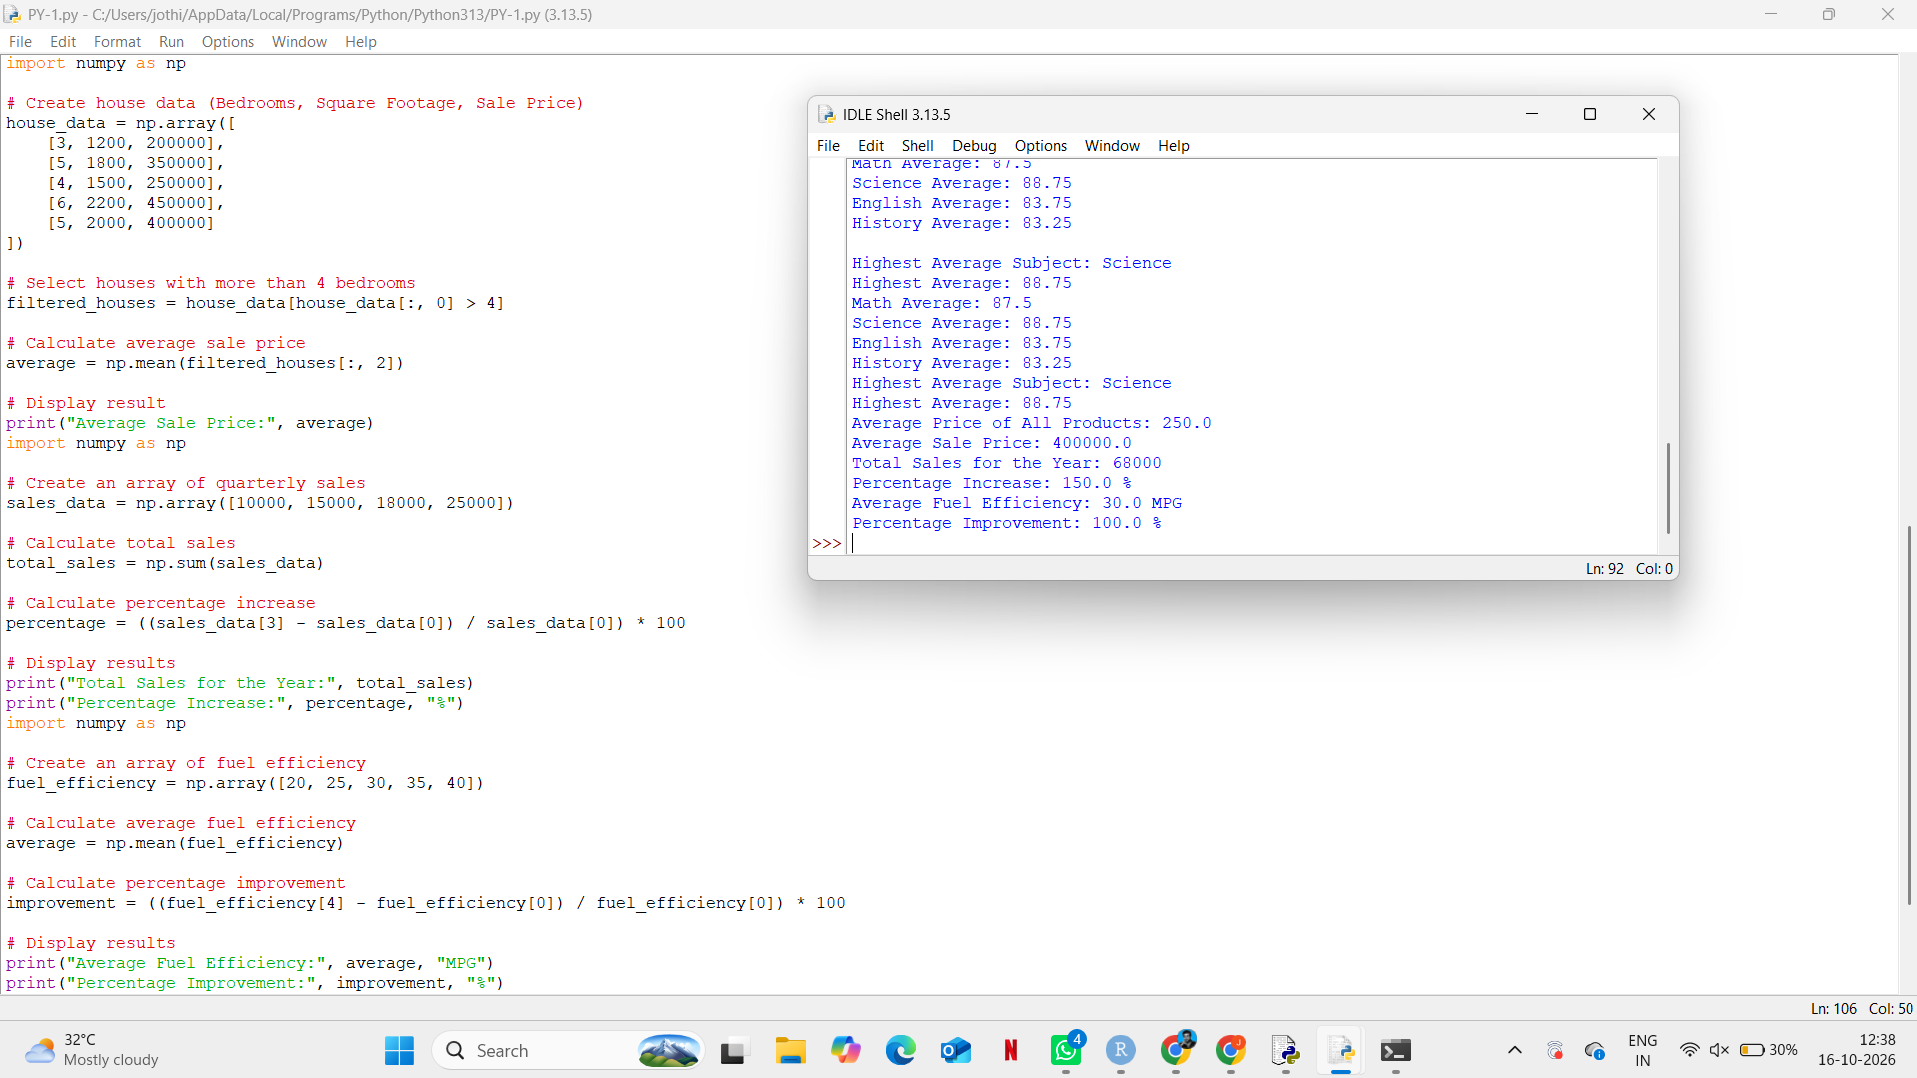 PY-1.py - C:/Users/jothi/AppData/Local/Programs/Python/Python313/PY-1.py (3.13.5)
File Edit Format Run Options Window Help
import numpy as np
# Create house data (Bedrooms, Square Footage, Sale Price)
house_data = np.array([
    [3, 1200, 200000],
    [5, 1800, 350000],
    [4, 1500, 250000],
    [6, 2200, 450000],
    [5, 2000, 400000]
])
# Select houses with more than 4 bedrooms
filtered_houses = house_data[house_data[:, 0] > 4]
# Calculate average sale price
average = np.mean(filtered_houses[:, 2])
# Display result
print("Average Sale Price:", average)
import numpy as np
# Create an array of quarterly sales
sales_data = np.array([10000, 15000, 18000, 25000])
# Calculate total sales
total_sales = np.sum(sales_data)
# Calculate percentage increase
percentage = ((sales_data[3] - sales_data[0]) / sales_data[0]) * 100
# Display results
print("Total Sales for the Year:", total_sales)
print("Percentage Increase:", percentage, "%")
import numpy as np
# Create an array of fuel efficiency
fuel_efficiency = np.array([20, 25, 30, 35, 40])
# Calculate average fuel efficiency
average = np.mean(fuel_efficiency)
# Calculate percentage improvement
improvement = ((fuel_efficiency[4] - fuel_efficiency[0]) / fuel_efficiency[0]) * 100
# Display results
print("Average Fuel Efficiency:", average, "MPG")
print("Percentage Improvement:", improvement, "%")
Ln: 106 Col: 50
IDLE Shell 3.13.5
File Edit Shell Debug Options Window Help
Math Average: 87.5
Science Average: 88.75
English Average: 83.75
History Average: 83.25
Highest Average Subject: Science
Highest Average: 88.75
Math Average: 87.5
Science Average: 88.75
English Average: 83.75
History Average: 83.25
Highest Average Subject: Science
Highest Average: 88.75
Average Price of All Products: 250.0
Average Sale Price: 400000.0
Total Sales for the Year: 68000
Percentage Increase: 150.0 %
Average Fuel Efficiency: 30.0 MPG
Percentage Improvement: 100.0 %
>>>
Ln: 92 Col: 0
32°C
Mostly cloudy
Search
N
4
R
J
ENG
IN
30%
12:38
16-10-2026